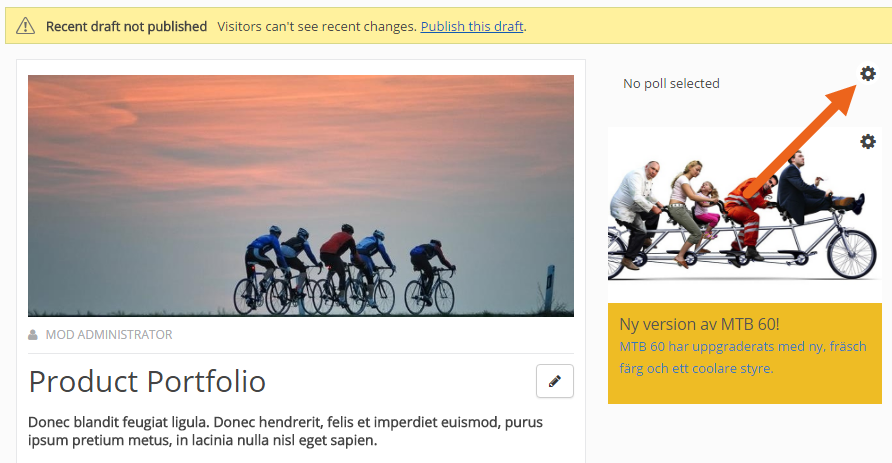 Recent draft not published Visitors can't see recent changes. Publish this draft.
No poll selected
MOD ADMINISTRATOR
Product Portfolio
Donec blandit feugiat ligula. Donec hendrerit, felis et imperdiet euismod, purus
ipsum pretium metus, in lacinia nulla nisl eget sapien.
Ny version av MTB 60!
MTB 60 har uppgraderats med ny, fräsch
färg och ett coolare styre.